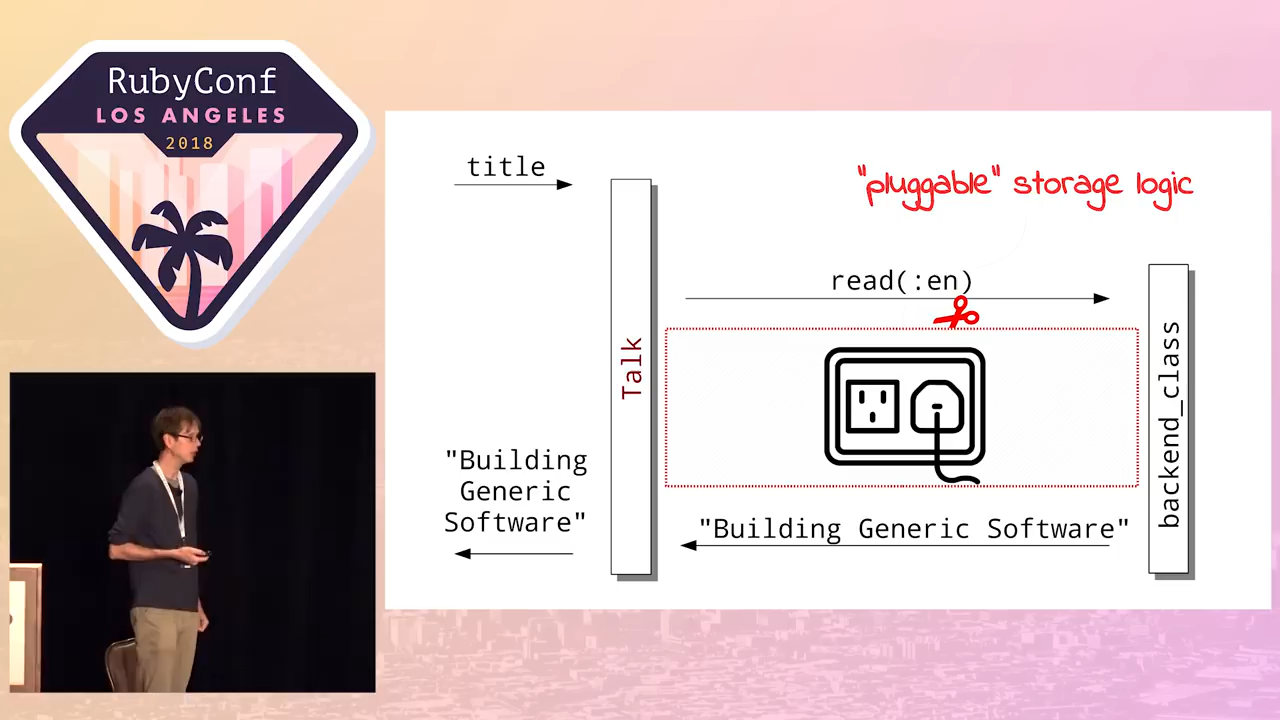 RubyConf
LOS ANGELES
2018
title
"pluggable" storage logic
read(:en)
Talk
backend_class
"Building
Generic
Software"
"Building Generic Software"